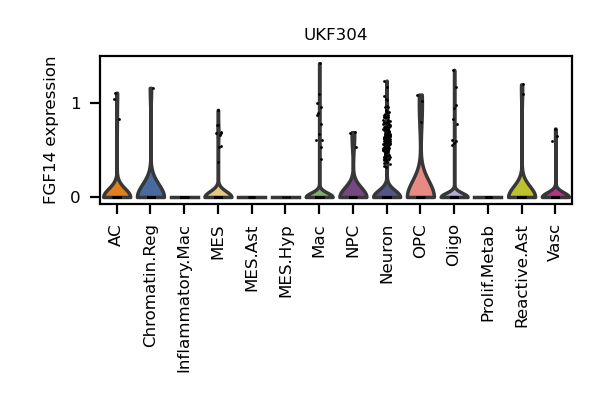 UKF304
FGF14 expression
1
0
AC
Chromatin.Reg
Inflammatory.Mac
MES
MES.Ast
MES.Hyp
Mac
NPC
Neuron
OPC
Oligo
Prolif.Metab
Reactive.Ast
Vasc